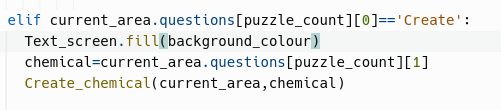 elif current_area.questions[puzzle_count][0]=='Create':
Text_screen.fill(background_colour)
chemical=current_area.questions[puzzle_count][1]
Create_chemical(current_area,chemical)